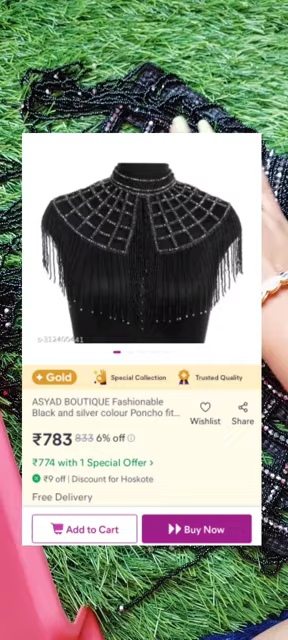 s-313400441
Gold
Special Collection
Trusted Quality
ASYAD BOUTIQUE Fashionable
Black and silver colour Poncho fit...
Wishlist
Share
₹783 833 6% off
₹774 with 1 Special Offer >
₹9 off | Discount for Hoskote
Free Delivery
Add to Cart
Buy Now